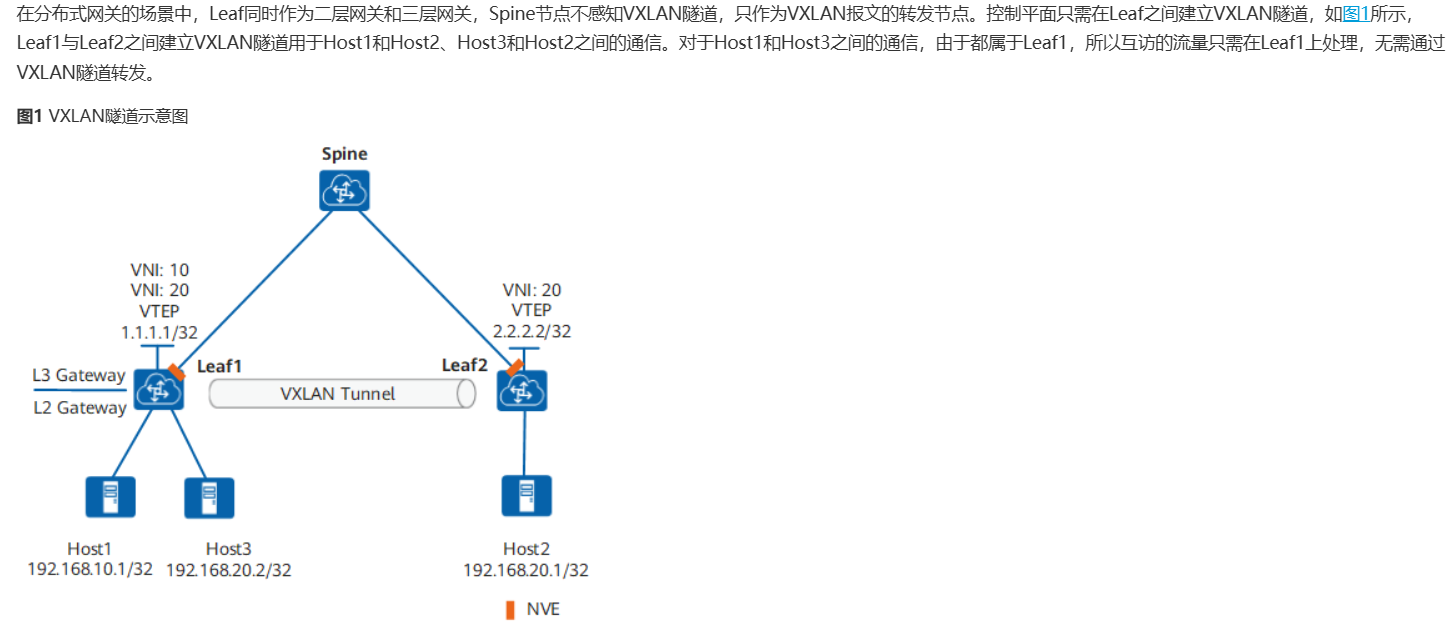 在分布式网关的场景中，Leaf同时作为二层网关和三层网关，Spine节点不感知VXLAN隧道，只作为VXLAN报文的转发节点。控制平面只需在Leaf之间建立VXLAN隧道，如图1所示，
Leaf1与Leaf2之间建立VXLAN隧道用于Host1和Host2、Host3和Host2之间的通信。对于Host1和Host3之间的通信，由于都属于Leaf1，所以互访的流量只需在Leaf1上处理，无需通过
VXLAN隧道转发。
图1 VXLAN隧道示意图
Spine
VNI: 10
VNI: 20
VTEP
1.1.1.1/32
VNI: 20
VTEP
2.2.2.2/32
Leaf1
Leaf2
L3 Gateway
L2 Gateway
VXLAN Tunnel
Host1
192.168.10.1/32
Host3
192.168.20.2/32
Host2
192.168.20.1/32
NVE